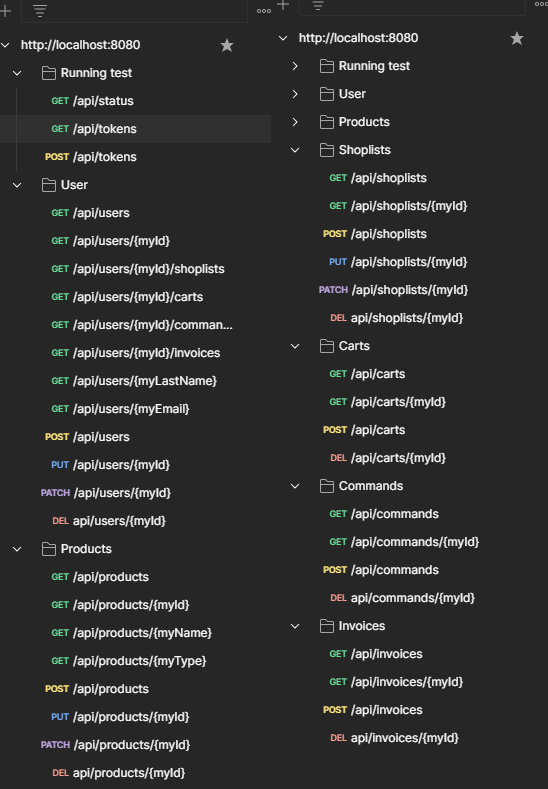 http://localhost:8080
Running test
GET /api/status
GET /api/tokens
POST /api/tokens
User
GET /api/users
GET /api/users/{myId}
GET /api/users/{myId}/shoplists
GET /api/users/{myId}/carts
GET /api/users/{myId}/comman...
GET /api/users/{myId}/invoices
GET /api/users/{myLastName}
GET /api/users/{myEmail}
POST /api/users
PUT /api/users/{myId}
PATCH /api/users/{myId}
DEL api/users/{myId}
Products
GET /api/products
GET /api/products/{myId}
GET /api/products/{myName}
GET /api/products/{myType}
POST /api/products
PUT /api/products/{myId}
PATCH /api/products/{myId}
DEL api/products/{myId}
http://localhost:8080
Running test
User
Products
Shoplists
GET /api/shoplists
GET /api/shoplists/{myId}
POST /api/shoplists
PUT /api/shoplists/{myId}
PATCH /api/shoplists/{myId}
DEL api/shoplists/{myId}
Carts
GET /api/carts
GET /api/carts/{myId}
POST /api/carts
DEL /api/carts/{myId}
Commands
GET /api/commands
GET /api/commands/{myId}
POST /api/commands
DEL api/commands/{myId}
Invoices
GET /api/invoices
GET /api/invoices/{myId}
POST /api/invoices
DEL api/invoices/{myId}